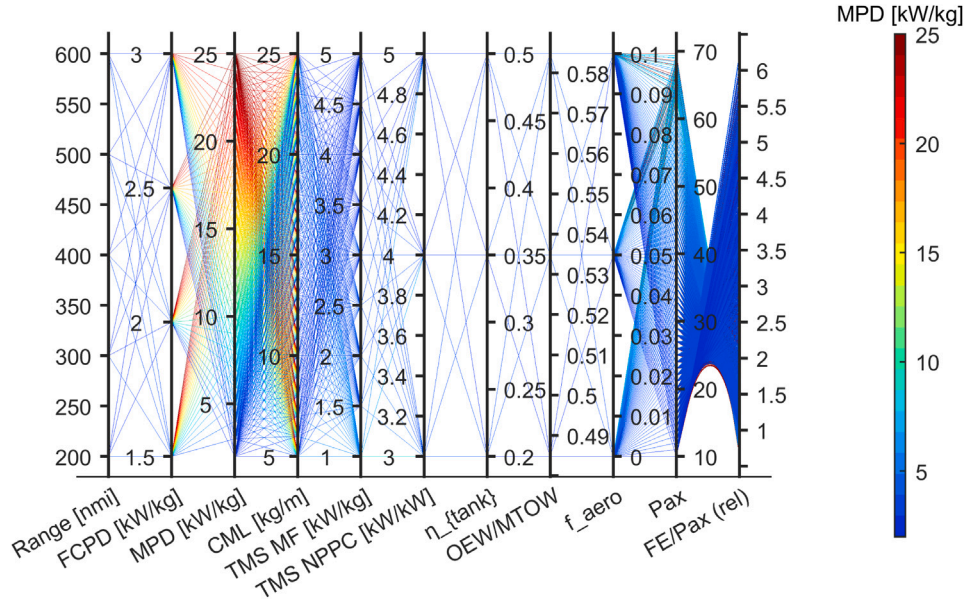 MPD [kW/kg]
600 550 500 450 400 350 300 250 200
3 2.5 2 1.5
25 20 15 10 5
25 20 15 10 5
5 4.5 4 3.5 3 2.5 2 1.5 1
5 4.8 4.6 4.4 4.2 4 3.8 3.6 3.4 3.2 3
0.5 0.45 0.4 0.35 0.3 0.25 0.2
0.58 0.57 0.56 0.55 0.54 0.53 0.52 0.51 0.5 0.49
0.1 0.09 0.08 0.07 0.06 0.05 0.04 0.03 0.02 0.01 0
70 60 50 40 30 20 10
6 5.5 5 4.5 4 3.5 3 2.5 2 1.5 1
25 20 15 10 5
Range [nmi]
FCPD [kW/kg]
MPD [kW/kg]
CML [kg/m]
TMS MF [kW/kg]
TMS NPPC [kW/kW]
η_{tank}
OEW/MTOW
f_aero
Pax
FE/Pax (rel)